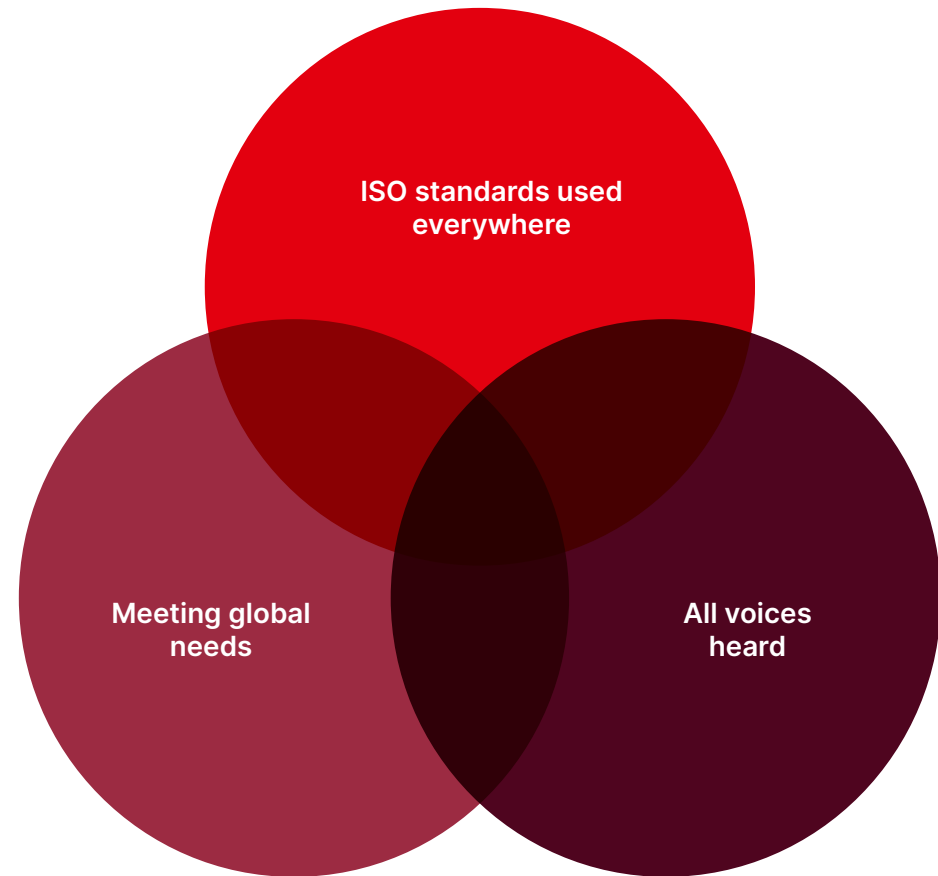 ISO standards used
everywhere
Meeting global
needs
All voices
heard